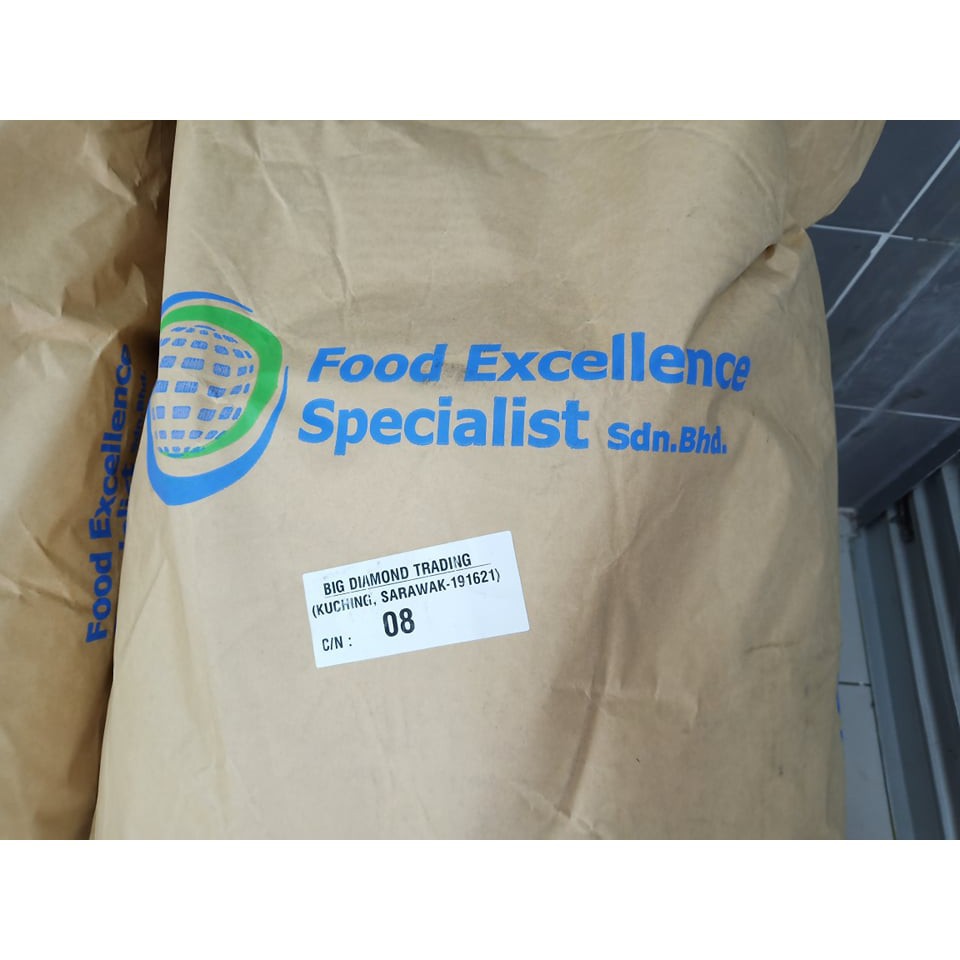 Food Excellence
Specialist Sdn.Bhd.
BIG DIAMOND TRADING
(KUCHING, SARAWAK-191621)
C/N : 08
Food Excellence